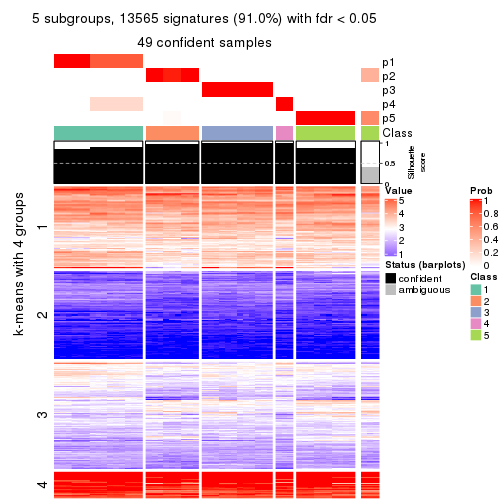 5 subgroups, 13565 signatures (91.0%) with fdr < 0.05
49 confident samples
p1
p2
p3
p4
p5
Class
1
0.5
0
Silhouette
score
k-means with 4 groups
1
2
3
4
Value
5
4
3
2
1
Status (barplots)
confident
ambiguous
Prob
1
0.8
0.6
0.4
0.2
0
Class
1
2
3
4
5